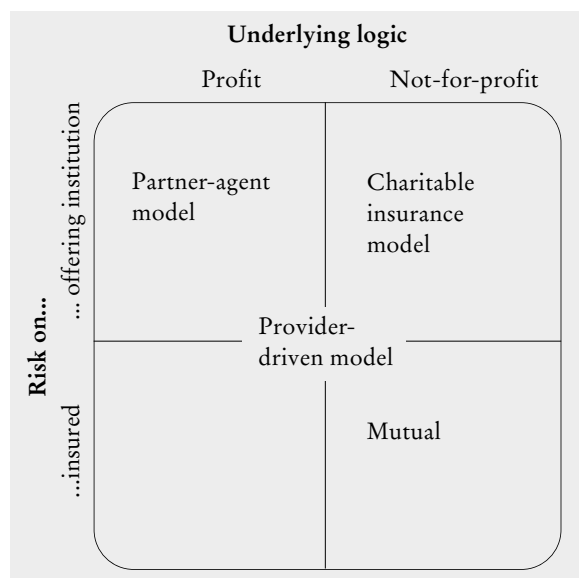 Underlying logic
Profit
Not-for-profit
Risk on...
... offering institution
Partner-agent
model
Charitable
insurance
model
Provider-
driven model
...insured
Mutual